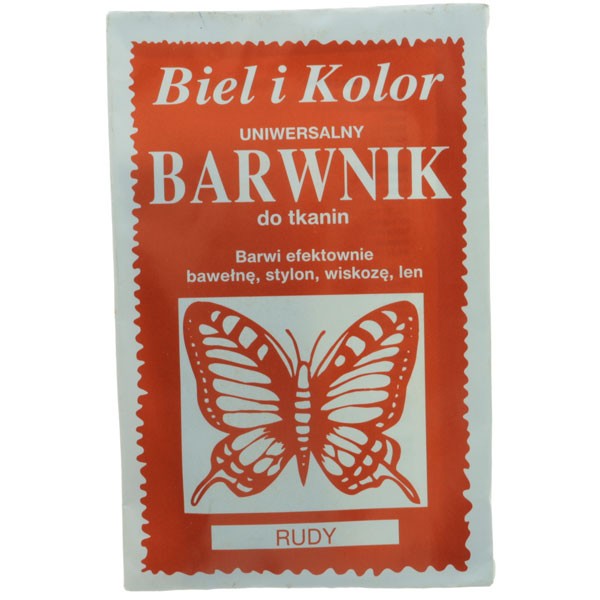 Biel i Kolor
UNIWERSALNY
BARWNIK
do tkanin
Barwi efektownie
bawełnę, stylon, wiskozę, len
RUDY